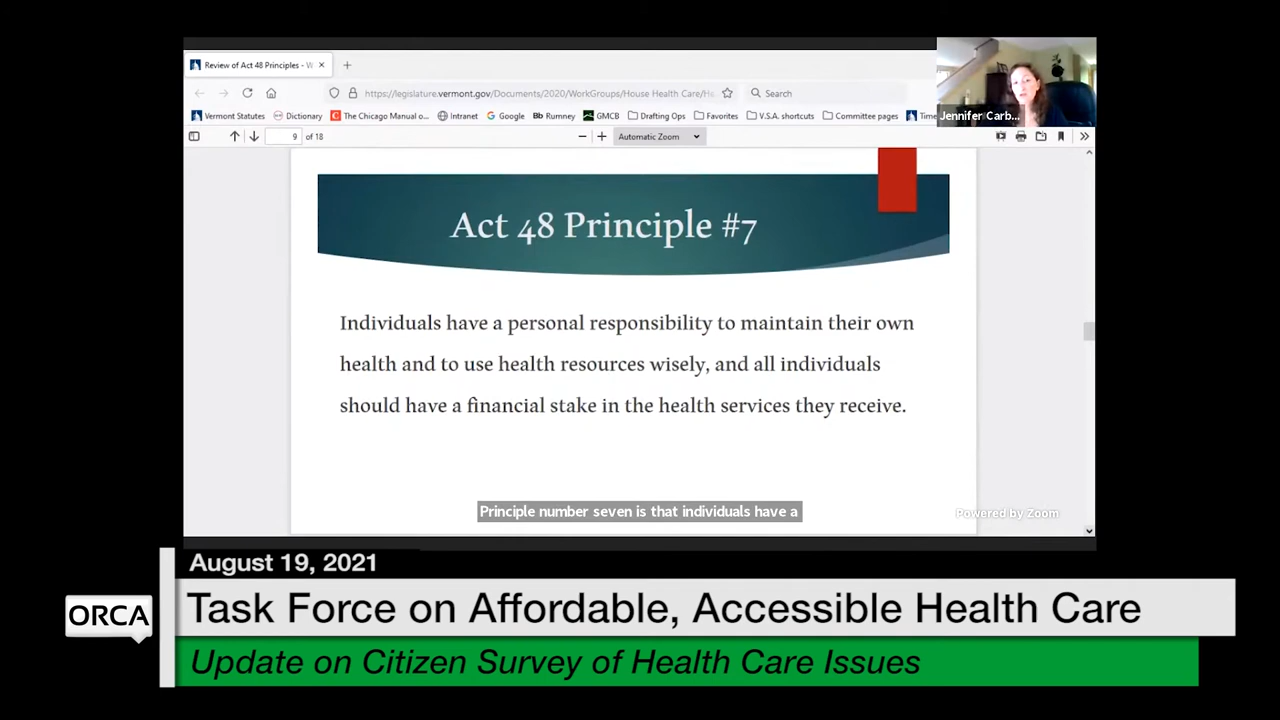 Review of Act 48 Principles - W
https://legislature.vermont.gov/Documents/2020/WorkGroups/House Health Care/He
Search
Jennifer Carb...
Vermont Statutes
Dictionary
The Chicago Manual o...
Intranet
Google
Bb Rumney
GMCB
Drafting Ops
Favorites
V.S.A. shortcuts
Committee pages
Time
9 of 18
Automatic Zoom
Act 48 Principle #7
Individuals have a personal responsibility to maintain their own
health and to use health resources wisely, and all individuals
should have a financial stake in the health services they receive.
Principle number seven is that individuals have a
Powered by Zoom
August 19, 2021
ORCA
Task Force on Affordable, Accessible Health Care
Update on Citizen Survey of Health Care Issues